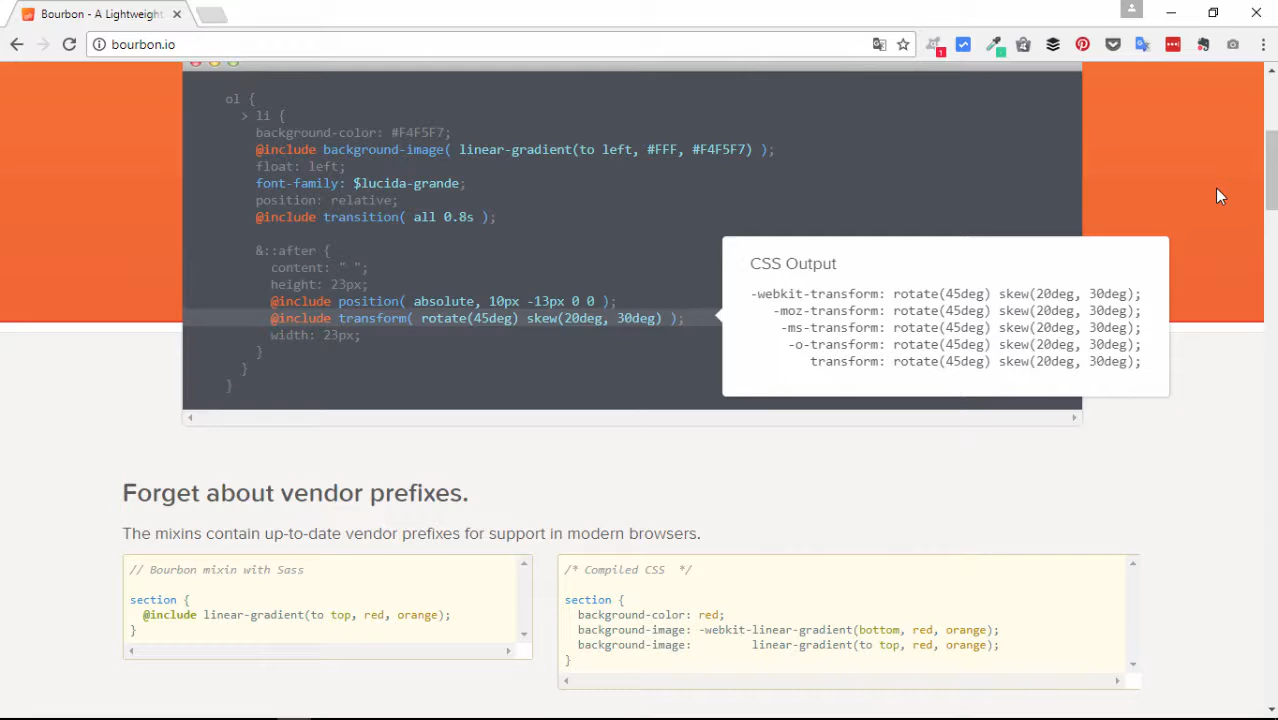 Bourbon - A Lightweight
bourbon.io
1
ol {
> li {
background-color: #F4F5F7;
@include background-image( linear-gradient(to left, #FFF, #F4F5F7) );
float: left;
font-family: $lucida-grande;
position: relative;
@include transition( all 0.8s );
&::after {
content: " ";
height: 23px;
@include position( absolute, 10px -13px 0 0 );
@include transform( rotate(45deg) skew(20deg, 30deg) );
width: 23px;
}
}
}
CSS Output
-webkit-transform: rotate(45deg) skew(20deg, 30deg);
-moz-transform: rotate(45deg) skew(20deg, 30deg);
-ms-transform: rotate(45deg) skew(20deg, 30deg);
-o-transform: rotate(45deg) skew(20deg, 30deg);
transform: rotate(45deg) skew(20deg, 30deg);
Forget about vendor prefixes.
The mixins contain up-to-date vendor prefixes for support in modern browsers.
// Bourbon mixin with Sass
section {
@include linear-gradient(to top, red, orange);
}
/* Compiled CSS */
section {
background-color: red;
background-image: -webkit-linear-gradient(bottom, red, orange);
background-image: linear-gradient(to top, red, orange);
}